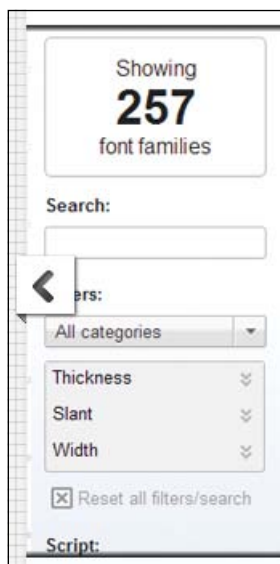 Showing
257
font families
Search:
ers:
All categories
Thickness
Slant
Width
Reset all filters/search
Script: